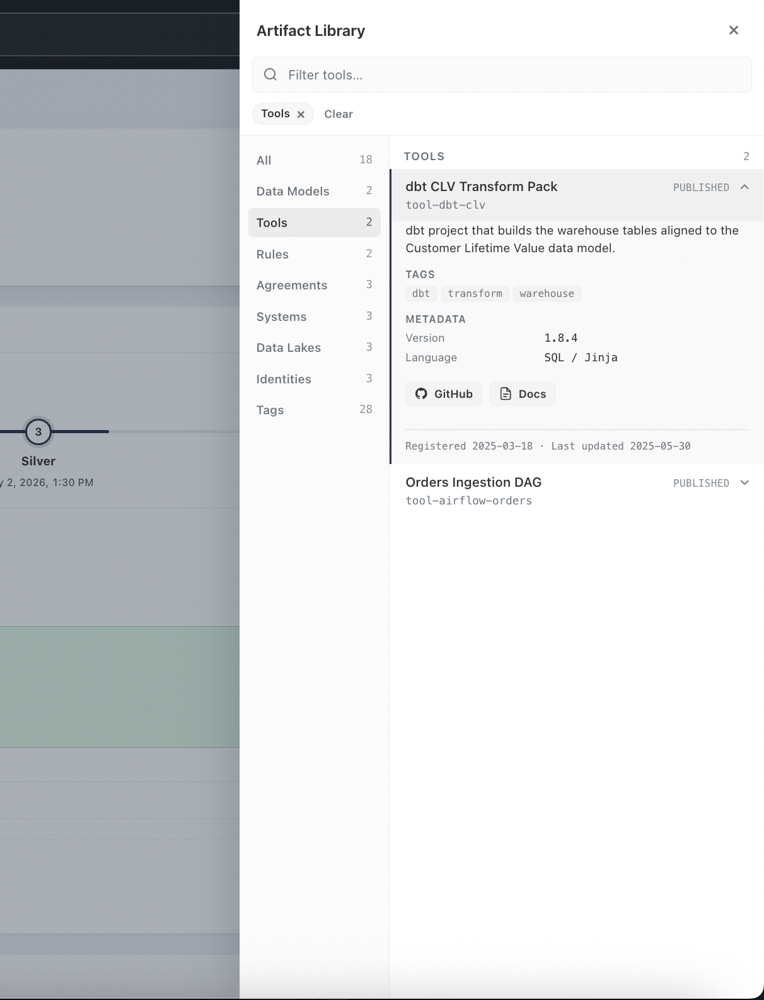 Artifact Library
Filter tools...
Tools
Clear
All 18
Data Models 2
Tools 2
Rules 2
Agreements 3
Systems 3
Data Lakes 3
Identities 3
Tags 28
TOOLS 2
dbt CLV Transform Pack PUBLISHED
tool-dbt-clv
dbt project that builds the warehouse tables aligned to the
Customer Lifetime Value data model.
TAGS
dbt transform warehouse
METADATA
Version 1.8.4
Language SQL / Jinja
GitHub Docs
Registered 2025-03-18 · Last updated 2025-05-30
Orders Ingestion DAG PUBLISHED
tool-airflow-orders
3
Silver
2, 2026, 1:30 PM